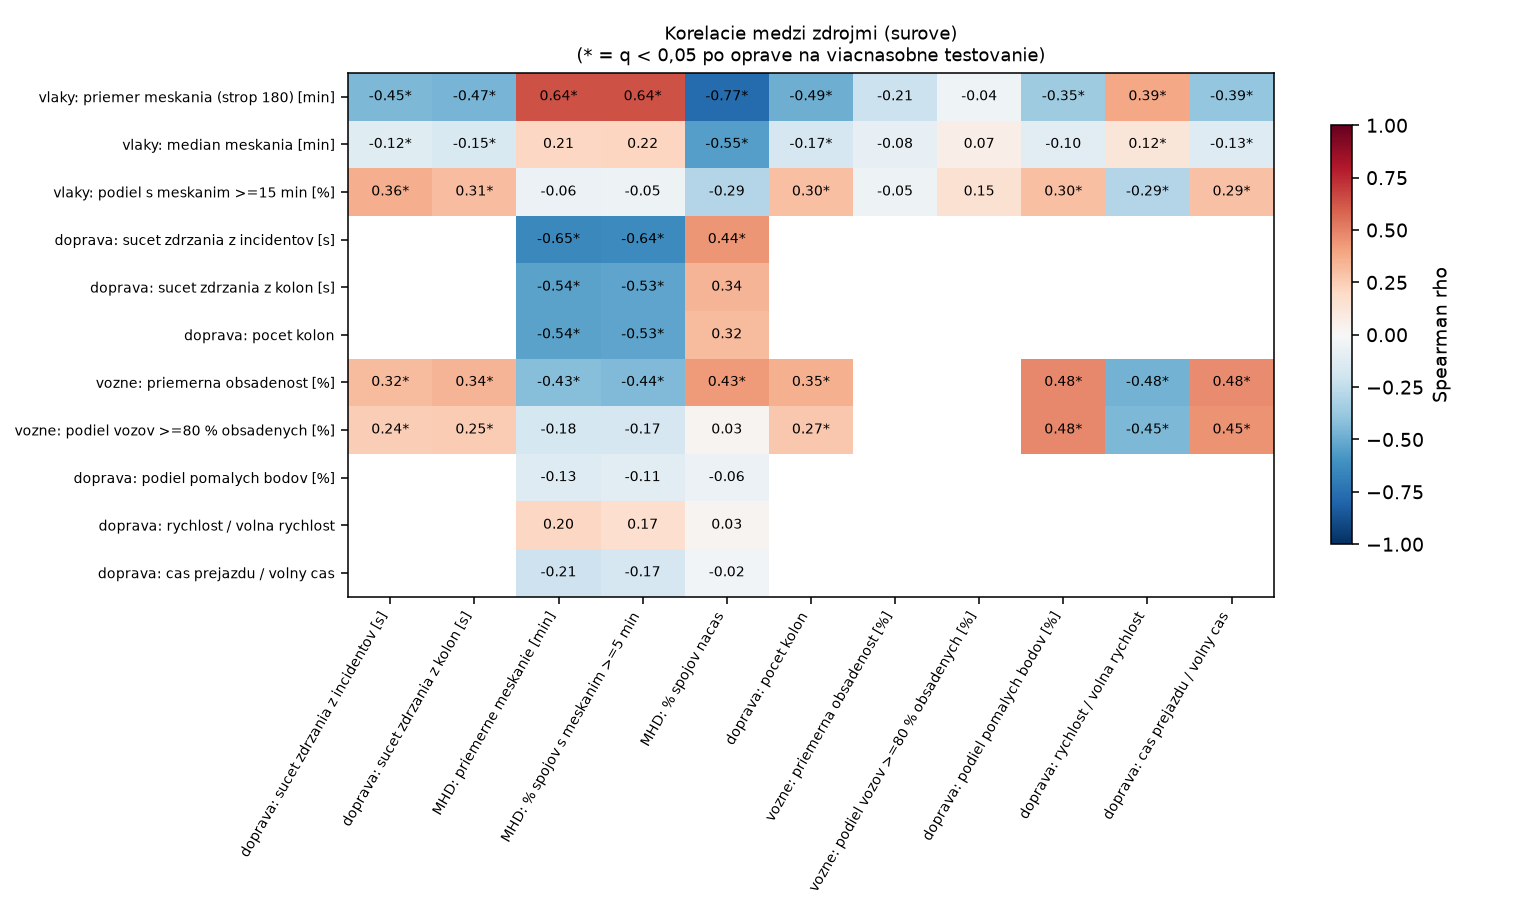 Korelacie medzi zdrojmi (surove)
(* = q < 0,05 po oprave na viacnasobne testovanie)
vlaky: priemer meskania (strop 180) [min] -0.45* -0.47* 0.64* 0.64* -0.77* -0.49* -0.21 -0.04 -0.35* 0.39* -0.39*
vlaky: median meskania [min] -0.12* -0.15* 0.21 0.22 -0.55* -0.17* -0.08 0.07 -0.10 0.12* -0.13*
vlaky: podiel s meskanim >=15 min [%] 0.36* 0.31* -0.06 -0.05 -0.29 0.30* -0.05 0.15 0.30* -0.29* 0.29*
doprava: sucet zdrzania z incidentov [s] -0.65* -0.64* 0.44*
doprava: sucet zdrzania z kolon [s] -0.54* -0.53* 0.34
doprava: pocet kolon -0.54* -0.53* 0.32
vozne: priemerna obsadenost [%] 0.32* 0.34* -0.43* -0.44* 0.43* 0.35* 0.48* -0.48* 0.48*
vozne: podiel vozov >=80 % obsadenych [%] 0.24* 0.25* -0.18 -0.17 0.03 0.27* 0.48* -0.45* 0.45*
doprava: podiel pomalych bodov [%] -0.13 -0.11 -0.06
doprava: rychlost / volna rychlost 0.20 0.17 0.03
doprava: cas prejazdu / volny cas -0.21 -0.17 -0.02
doprava: sucet zdrzania z incidentov [s]
doprava: sucet zdrzania z kolon [s]
MHD: priemerne meskanie [min]
MHD: % spojov s meskanim >=5 min
MHD: % spojov nacas
doprava: pocet kolon
vozne: priemerna obsadenost [%]
vozne: podiel vozov >=80 % obsadenych [%]
doprava: podiel pomalych bodov [%]
doprava: rychlost / volna rychlost
doprava: cas prejazdu / volny cas
1.00
0.75
0.50
0.25
0.00
−0.25
−0.50
−0.75
−1.00
Spearman rho